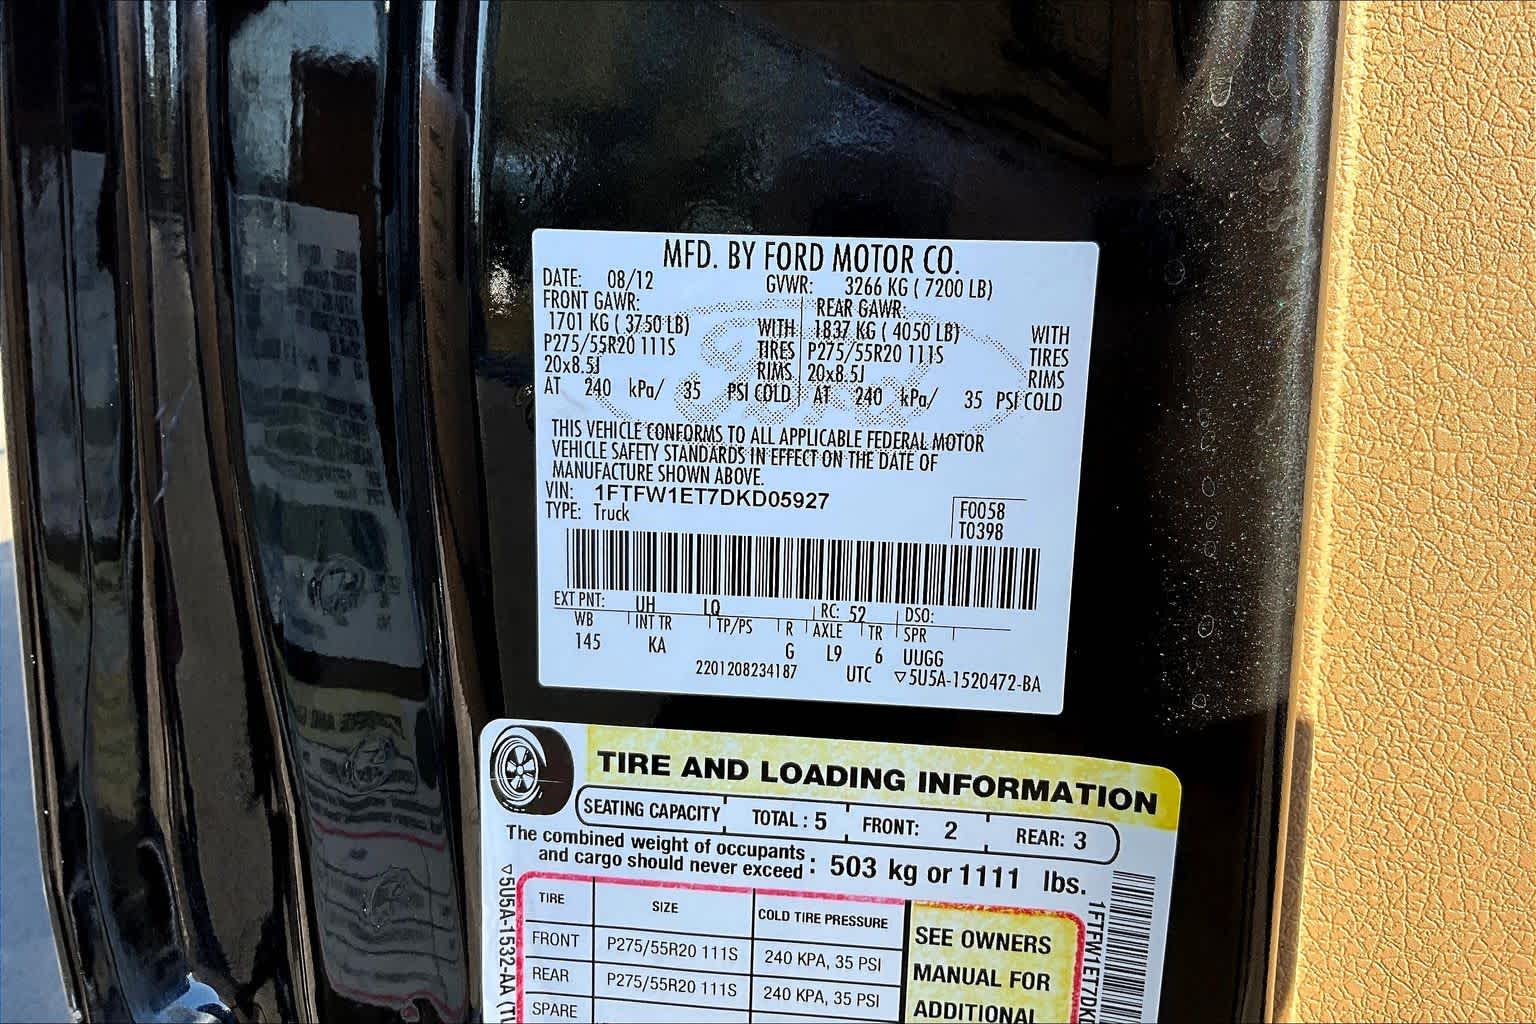 MFD. BY FORD MOTOR CO.
DATE: 08/12 GVWR: 3266 KG ( 7200 LB)
FRONT GAWR: REAR GAWR:
1701 KG ( 3750 LB) WITH 1837 KG ( 4050 LB) WITH
P275/55R20 111S TIRES P275/55R20 111S TIRES
20x8.5J RIMS 20x8.5J RIMS
AT 240 kPa/ 35 PSI COLD AT 240 kPa/ 35 PSI COLD
THIS VEHICLE CONFORMS TO ALL APPLICABLE FEDERAL MOTOR
VEHICLE SAFETY STANDARDS IN EFFECT ON THE DATE OF
MANUFACTURE SHOWN ABOVE.
VIN: 1FTFW1ET7DKD05927
TYPE: Truck
F0058
T0398
EXT PNT: UH LQ RC: 52 DSO:
WB INT TR TP/PS R AXLE TR SPR
145 KA G L9 6 UUGG
2201208234187 UTC ▽5U5A-1520472-BA
TIRE AND LOADING INFORMATION
SEATING CAPACITY TOTAL : 5 FRONT: 2 REAR: 3
The combined weight of occupants
and cargo should never exceed : 503 kg or 1111 lbs.
TIRE SIZE COLD TIRE PRESSURE
FRONT P275/55R20 111S 240 KPA, 35 PSI
REAR P275/55R20 111S 240 KPA, 35 PSI
SPARE
SEE OWNERS
MANUAL FOR
ADDITIONAL
▽5U5A-1532-AA
1FTFW1ET7DK